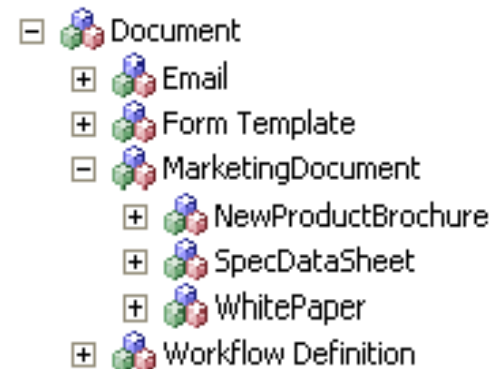 Document
Email
Form Template
MarketingDocument
NewProductBrochure
SpecDataSheet
WhitePaper
Workflow Definition